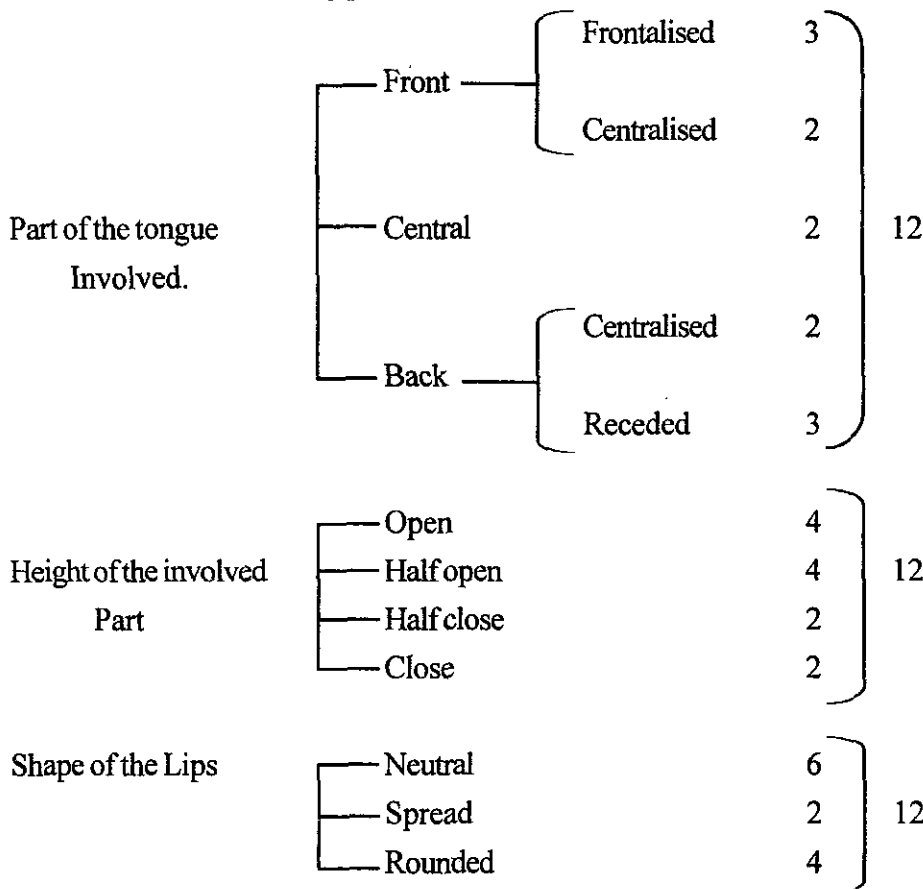 Frontalised 3
Front
Centralised 2
Part of the tongue Central 2 12
Involved.
Centralised 2
Back
Receded 3
Open 4
Height of the involved Half open 4 12
Part Half close 2
Close 2
Shape of the Lips Neutral 6
Spread 2 12
Rounded 4